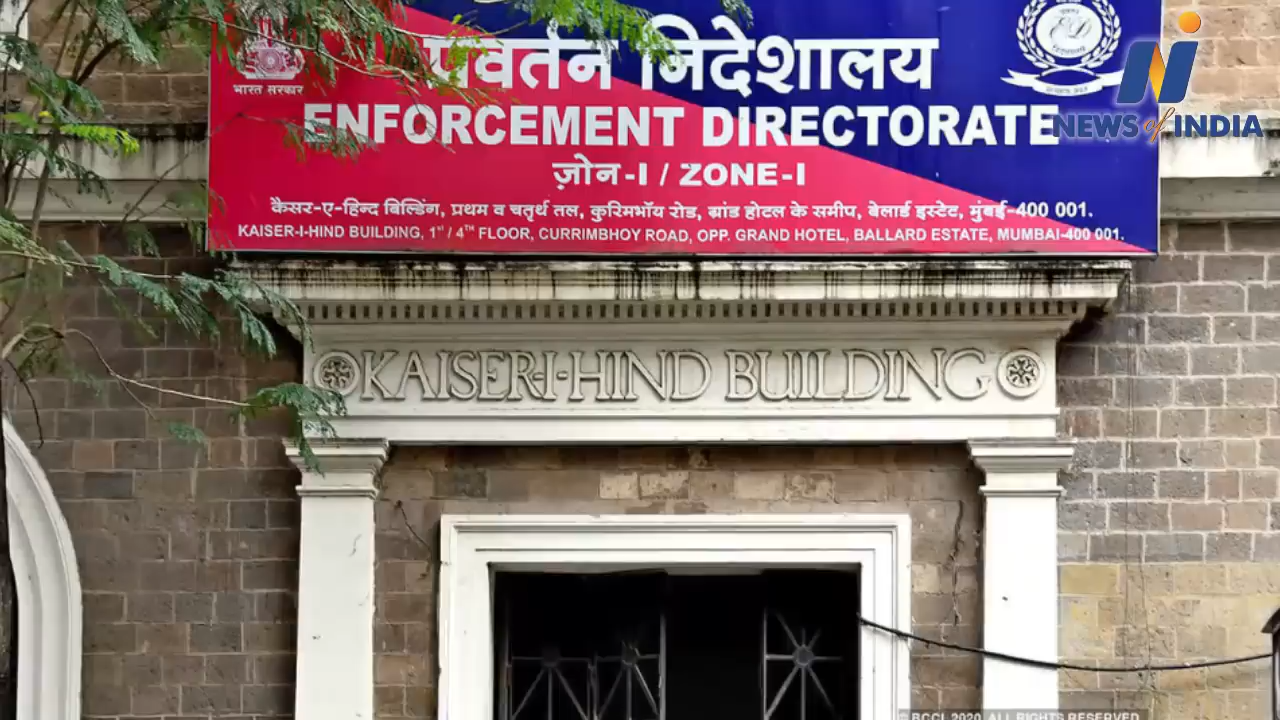 प्रवर्तन निदेशालय
भारत सरकार
ENFORCEMENT DIRECTORATE
ज़ोन-I / ZONE-I
कैसर-ए-हिन्द बिल्डिंग, प्रथम व चतुर्थ तल, कुरिमभॉय रोड, ग्रांड होटल के समीप, बेलार्ड इस्टेट, मुंबई-400 001.
KAISER-I-HIND BUILDING, 1st / 4TH FLOOR, CURRIMBHOY ROAD, OPP. GRAND HOTEL, BALLARD ESTATE, MUMBAI-400 001.
NEWS of INDIA
KAISER-I-HIND BUILDING
© BCCL 2020. ALL RIGHTS RESERVED.